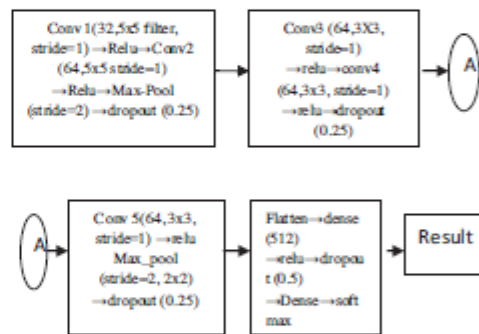 Conv 1(32,5x5 filter,
stride=1) →Relu→Conv2
(64,5x5 stride=1)
→Relu→Max-Pool
(stride=2) →dropout (0.25)
Conv3 (64,3X3,
stride=1)
→relu→conv4
(64,3x3, stride=1)
→relu→dropout
(0.25)
A
A
Conv 5(64,3x3,
stride=1) →relu
Max_pool
(stride=2, 2x2)
→dropout (0.25)
Flatten→dense
(512)
→relu→dropou
t (0.5)
→Dense→soft
max
Result